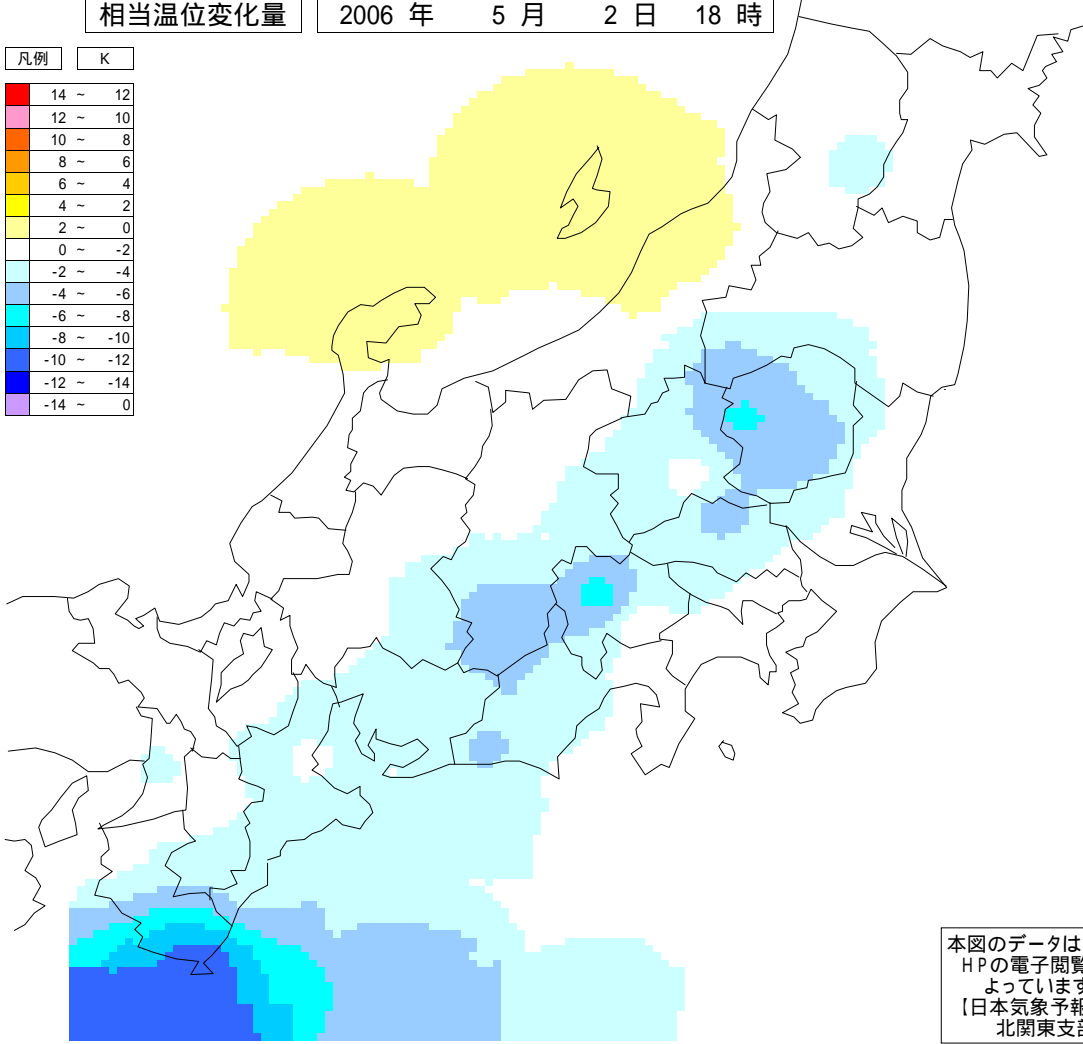 相当温位変化量
2006 年 5 月 2 日 18 時
凡例 K
14 ~ 12
12 ~ 10
10 ~ 8
8 ~ 6
6 ~ 4
4 ~ 2
2 ~ 0
0 ~ -2
-2 ~ -4
-4 ~ -6
-6 ~ -8
-8 ~ -10
-10 ~ -12
-12 ~ -14
-14 ~ 0
本図のデータは
HPの電子閲覧
よっています
【日本気象予報
北関東支部